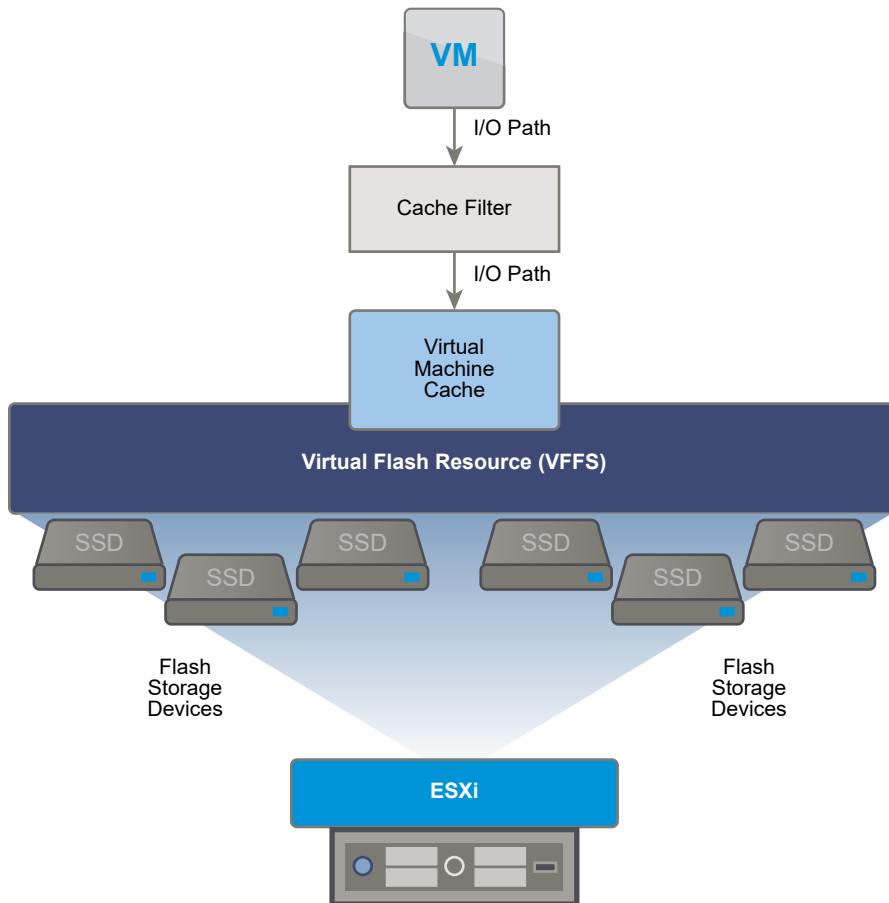 VM
I/O Path
Cache Filter
I/O Path
Virtual
Machine
Cache
Virtual Flash Resource (VFFS)
SSD
SSD
SSD
SSD
SSD
SSD
Flash
Storage
Devices
Flash
Storage
Devices
ESXi